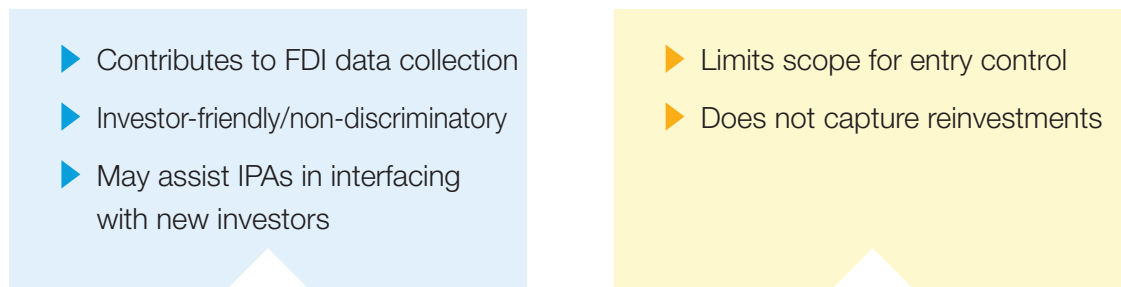 Contributes to FDI data collection
Investor-friendly/non-discriminatory
May assist IPAs in interfacing
with new investors
Limits scope for entry control
Does not capture reinvestments